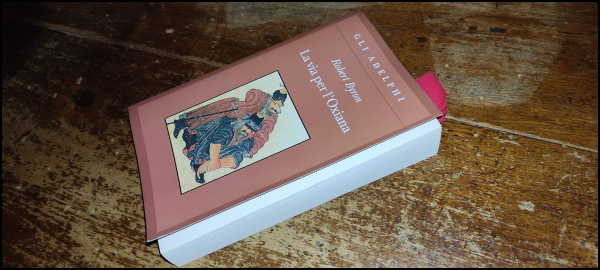 GLI ADELPHI
Robert Byron
La via per l'Oxiana